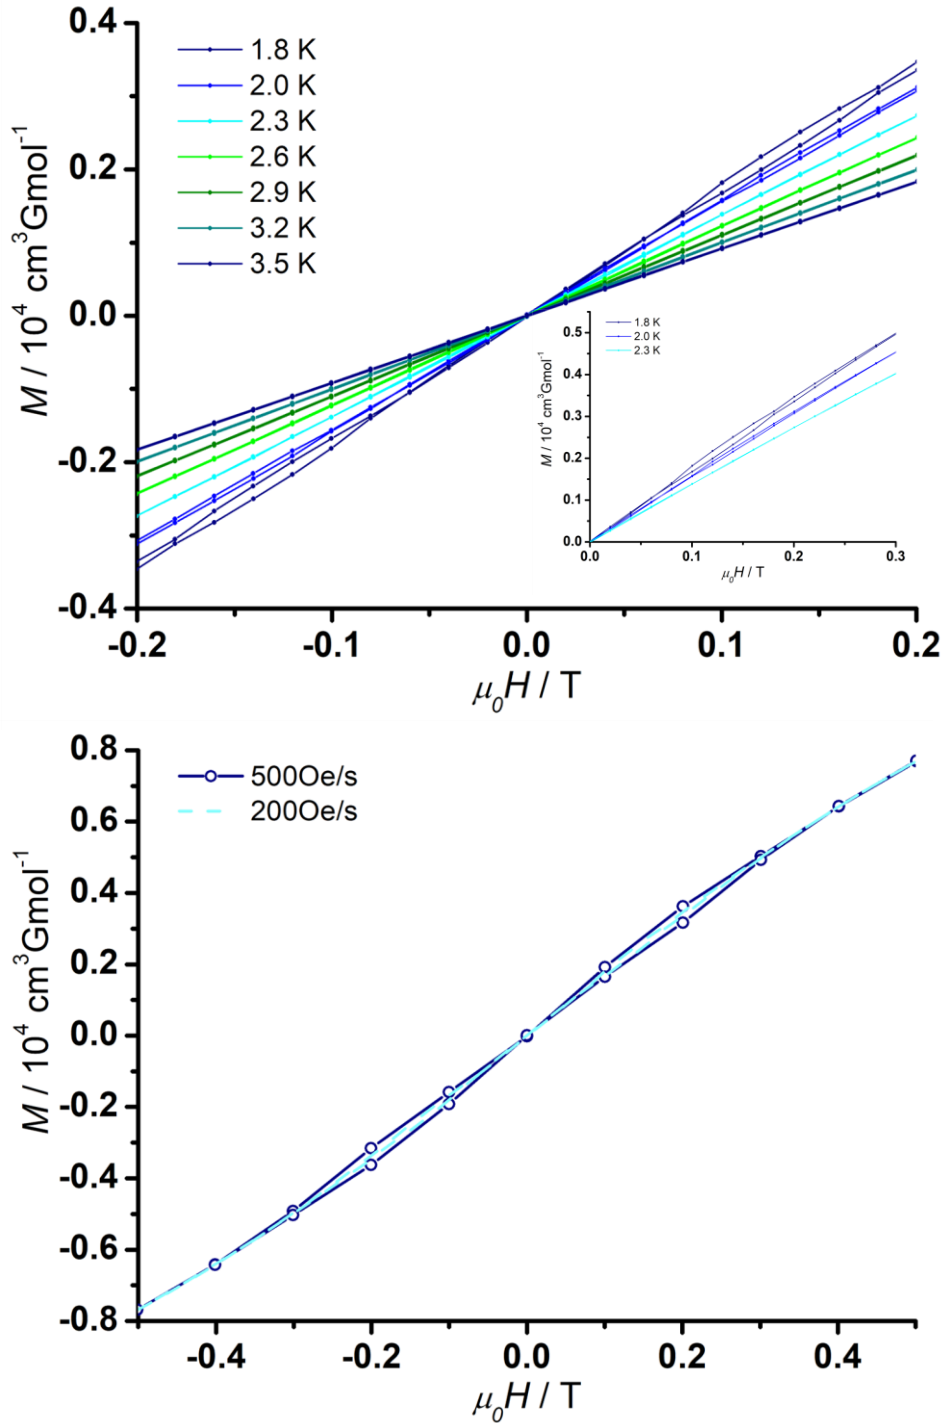 0.4
0.2
0.0
-0.2
-0.4
M / 10⁴ cm³Gmol⁻¹
1.8 K
2.0 K
2.3 K
2.6 K
2.9 K
3.2 K
3.5 K
0.5
0.4
0.3
0.2
0.1
0.0
M / 10⁴ cm³Gmol⁻¹
1.8 K
2.0 K
2.3 K
0.0 0.1 0.2 0.3
μ₀H / T
-0.2 -0.1 0.0 0.1 0.2
μ₀H / T
0.8
0.6
0.4
0.2
0.0
-0.2
-0.4
-0.6
-0.8
M / 10⁴ cm³Gmol⁻¹
500Oe/s
200Oe/s
-0.4 -0.2 0.0 0.2 0.4
μ₀H / T